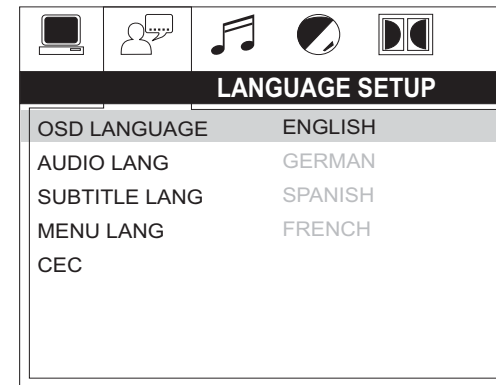 LANGUAGE SETUP
OSD LANGUAGE ENGLISH
AUDIO LANG GERMAN
SUBTITLE LANG SPANISH
MENU LANG FRENCH
CEC